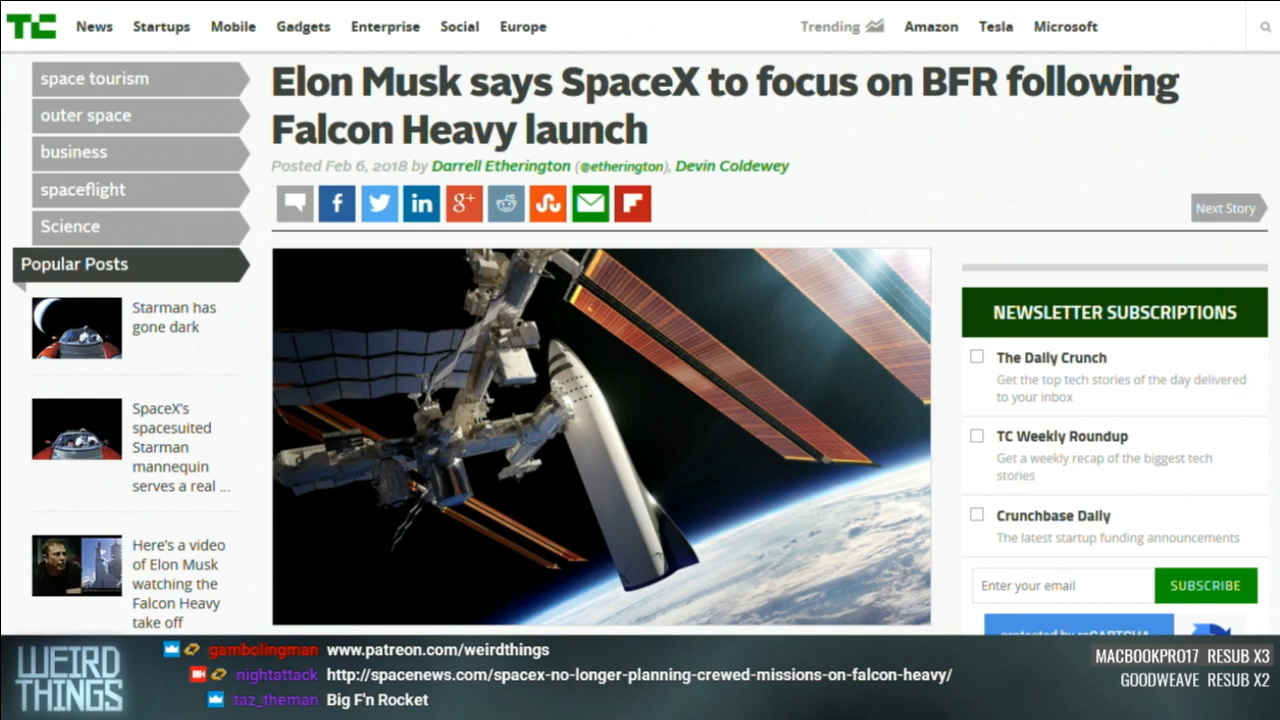 TC News Startups Mobile Gadgets Enterprise Social Europe Trending Amazon Tesla Microsoft
space tourism
outer space
business
spaceflight
Science
Popular Posts
Starman has
gone dark
SpaceX's
spacesuited
Starman
mannequin
serves a real ...
Here's a video
of Elon Musk
watching the
Falcon Heavy
take off
Elon Musk says SpaceX to focus on BFR following
Falcon Heavy launch
Posted Feb 6, 2018 by Darrell Etherington (@etherington), Devin Coldewey
Next Story
NEWSLETTER SUBSCRIPTIONS
The Daily Crunch
Get the top tech stories of the day delivered
to your inbox
TC Weekly Roundup
Get a weekly recap of the biggest tech
stories
Crunchbase Daily
The latest startup funding announcements
Enter your email SUBSCRIBE
protected by reCAPTCHA
WEIRD
THINGS
gambolingman www.patreon.com/weirdthings
nightattack http://spacenews.com/spacex-no-longer-planning-crewed-missions-on-falcon-heavy/
taz_theman Big F'n Rocket
MACBOOKPRO17 RESUB X3
GOODWEAVE RESUB X2